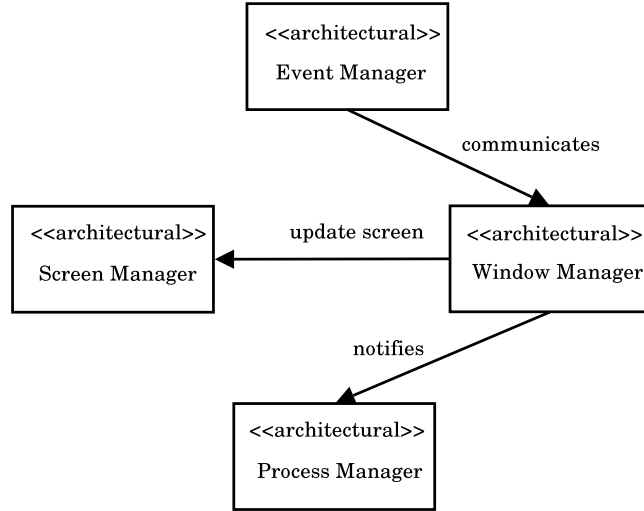 <<architectural>>
Event Manager
communicates
<<architectural>>
Screen Manager
update screen
<<architectural>>
Window Manager
notifies
<<architectural>>
Process Manager